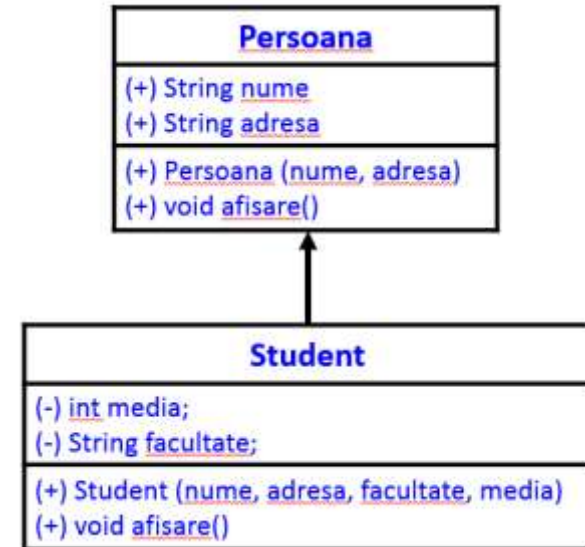 Persoana
(+) String nume
(+) String adresa
(+) Persoana (nume, adresa)
(+) void afisare()
Student
(-) int media;
(-) String facultate;
(+) Student (nume, adresa, facultate, media)
(+) void afisare()